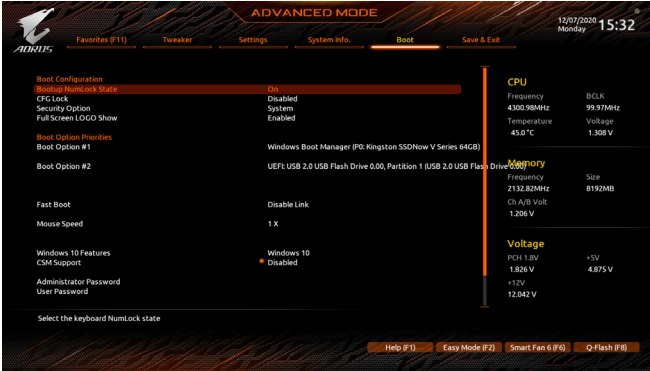 ADVANCED MODE
12/07/2020 Monday 15:32
AORUS
Favorites (F11) Tweaker Settings System Info. Boot Save & Exit
Boot Configuration
Bootup NumLock State On
CFG Lock Disabled
Security Option System
Full Screen LOGO Show Enabled
Boot Option Priorities
Boot Option #1 Windows Boot Manager (P0: Kingston SSDNow V Series 64GB)
Boot Option #2 UEFI: USB 2.0 USB Flash Drive 0.00, Partition 1 (USB 2.0 USB Flash Drive 0.00)
Fast Boot Disable Link
Mouse Speed 1 X
Windows 10 Features Windows 10
CSM Support Disabled
Administrator Password
User Password
CPU
Frequency BCLK
4300.98MHz 99.97MHz
Temperature Voltage
45.0 °C 1.308 V
Memory
Frequency Size
2132.82MHz 8192MB
Ch A/B Volt
1.206 V
Voltage
PCH 1.8V +5V
1.826 V 4.875 V
+12V
12.042 V
Select the keyboard NumLock state
Help (F1) Easy Mode (F2) Smart Fan 6 (F6) Q-Flash (F8)